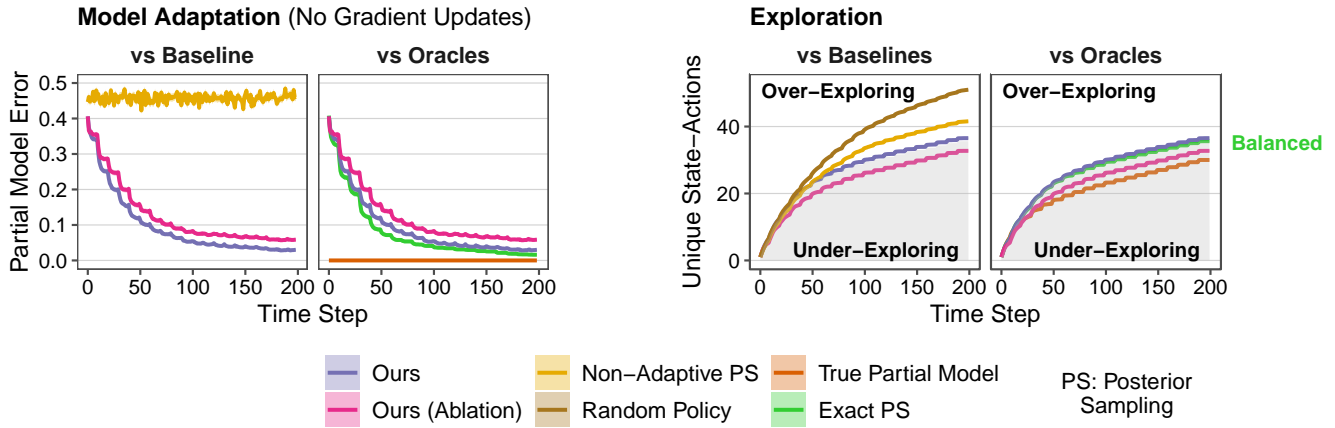 Model Adaptation (No Gradient Updates)
vs Baseline
vs Oracles
Partial Model Error
0.5
0.4
0.3
0.2
0.1
0.0
0 50 100 150 200
0 50 100 150 200
Time Step
Exploration
vs Baselines
vs Oracles
Unique State−Actions
40
20
0
Over−Exploring
Under−Exploring
Over−Exploring
Under−Exploring
Balanced
0 50 100 150 200
0 50 100 150 200
Time Step
Ours
Non−Adaptive PS
True Partial Model
Ours (Ablation)
Random Policy
Exact PS
PS: Posterior
Sampling